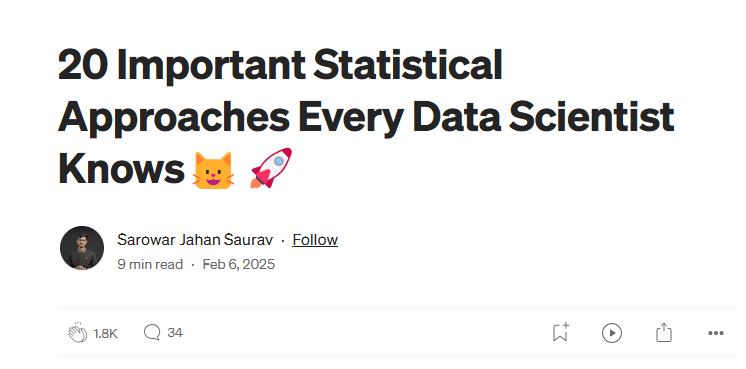 20 Important Statistical
Approaches Every Data Scientist
Knows 😺 🚀
Sarowar Jahan Saurav · Follow
9 min read · Feb 6, 2025
1.8K 34